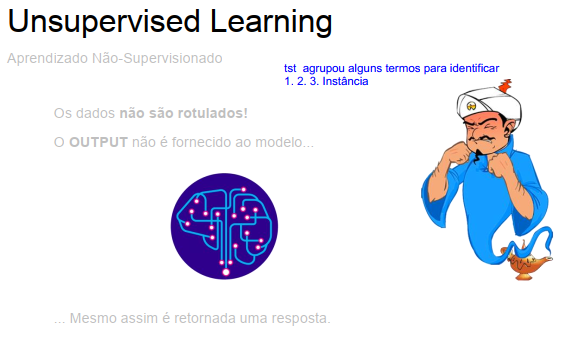 Unsupervised Learning
Aprendizado Não-Supervisionado
tst agrupou alguns termos para identificar
1. 2. 3. Instância
Os dados não são rotulados!
O OUTPUT não é fornecido ao modelo...
... Mesmo assim é retornada uma resposta.